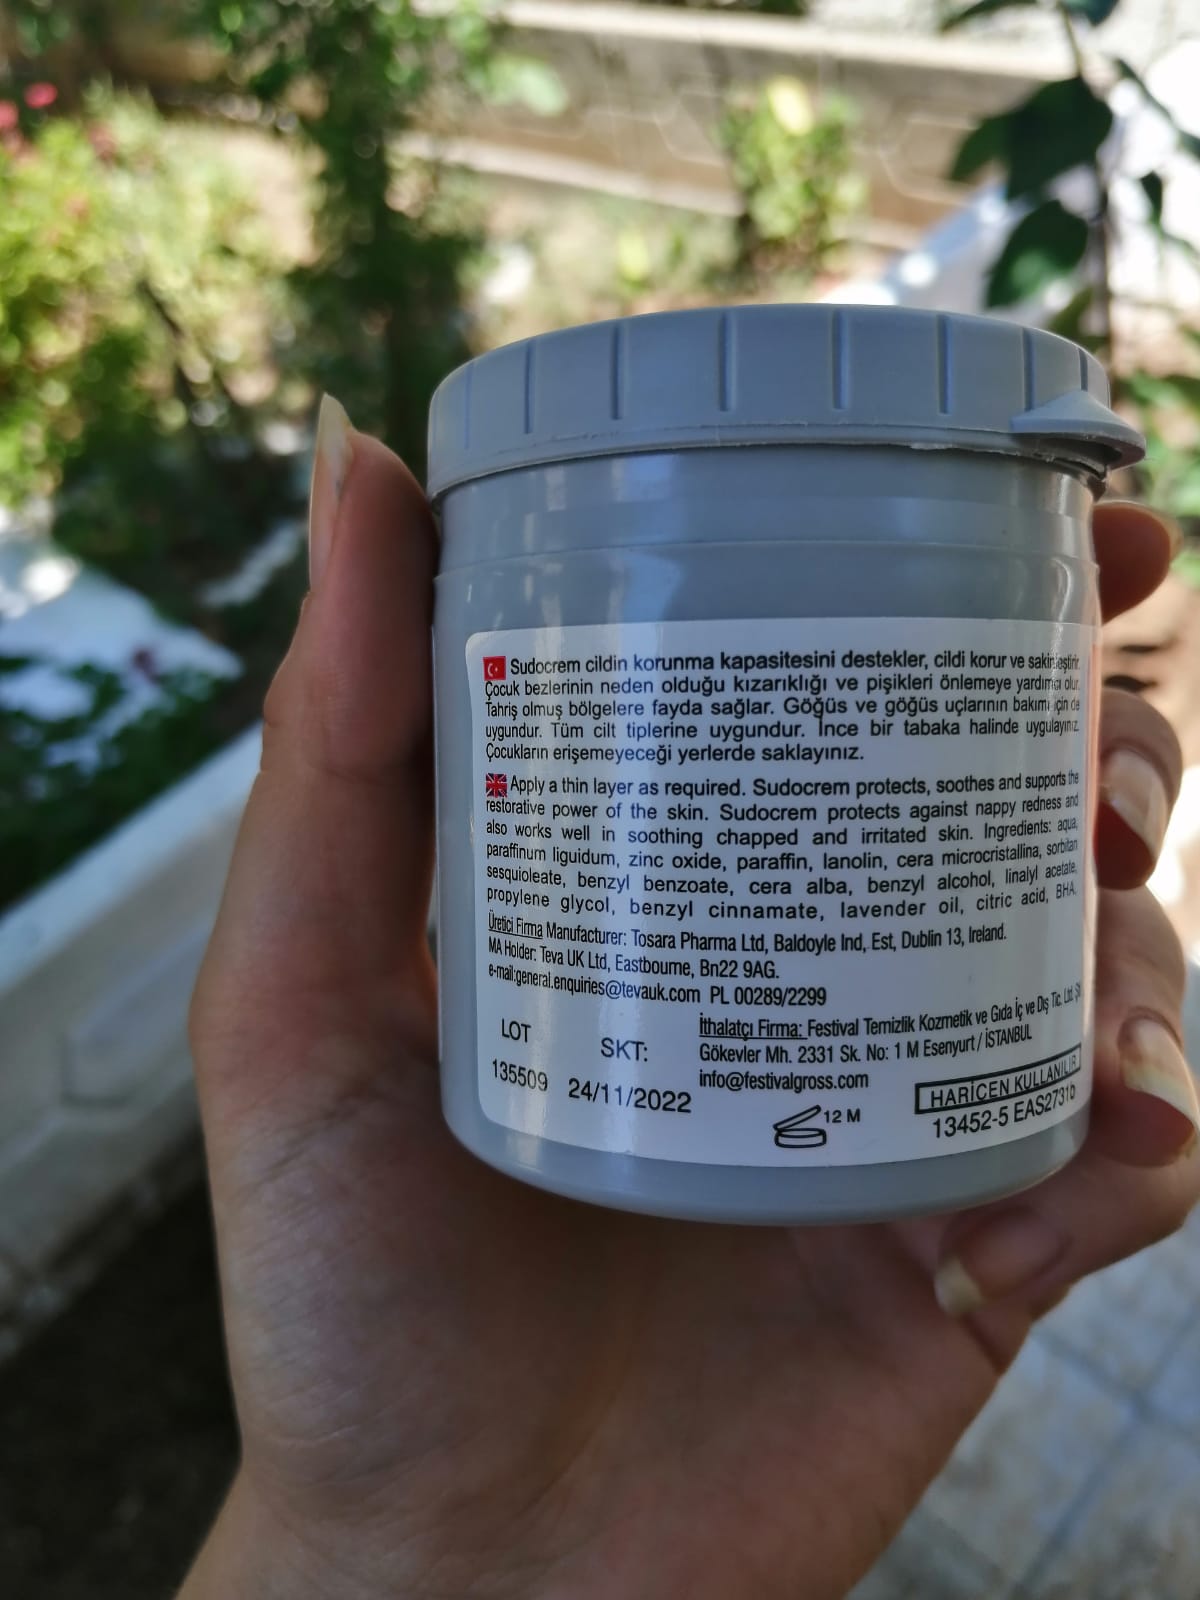 Sudocrem cildin korunma kapasitesini destekler, cildi korur ve sakinleştirir.
Çocuk bezlerinin neden olduğu kızarıklığı ve pişikleri önlemeye yardımcı olur.
Tahriş olmuş bölgelere fayda sağlar. Göğüs ve göğüs uçlarının bakımı için de
uygundur. Tüm cilt tiplerine uygundur. İnce bir tabaka halinde uygulayınız.
Çocukların erişemeyeceği yerlerde saklayınız.
Apply a thin layer as required. Sudocrem protects, soothes and supports the
restorative power of the skin. Sudocrem protects against nappy redness and
also works well in soothing chapped and irritated skin. Ingredients: aqua,
paraffinum liguidum, zinc oxide, paraffin, lanolin, cera microcristallina, sorbitan
sesquioleate, benzyl benzoate, cera alba, benzyl alcohol, linalyl acetate,
propylene glycol, benzyl cinnamate, lavender oil, citric acid, BHA.
Üretici Firma Manufacturer: Tosara Pharma Ltd, Baldoyle Ind, Est, Dublin 13, Ireland.
MA Holder: Teva UK Ltd, Eastbourne, Bn22 9AG.
e-mail:general.enquiries@tevauk.com PL 00289/2299
İthalatçı Firma: Festival Temizlik Kozmetik ve Gıda İç ve Dış Tic. Ltd. Şti
Gökevler Mh. 2331 Sk. No: 1 M Esenyurt / İSTANBUL
info@festivalgross.com
LOT
135509
SKT:
24/11/2022
12 M
HARİCEN KULLANILIR
13452-5 EAS2731b